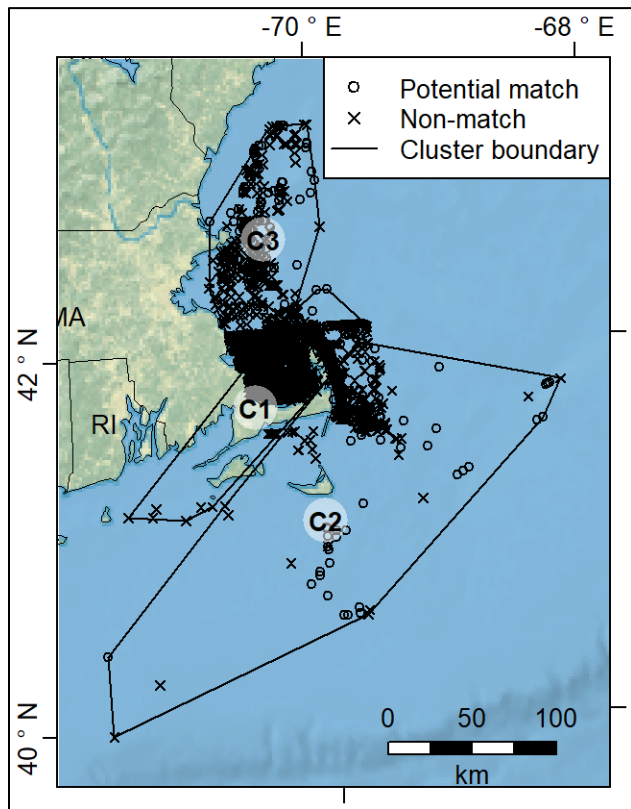 -70 ° E
-68 ° E
Potential match
Non-match
Cluster boundary
C3
MA
42 ° N
C1
RI
C2
40 ° N
0 50 100
km